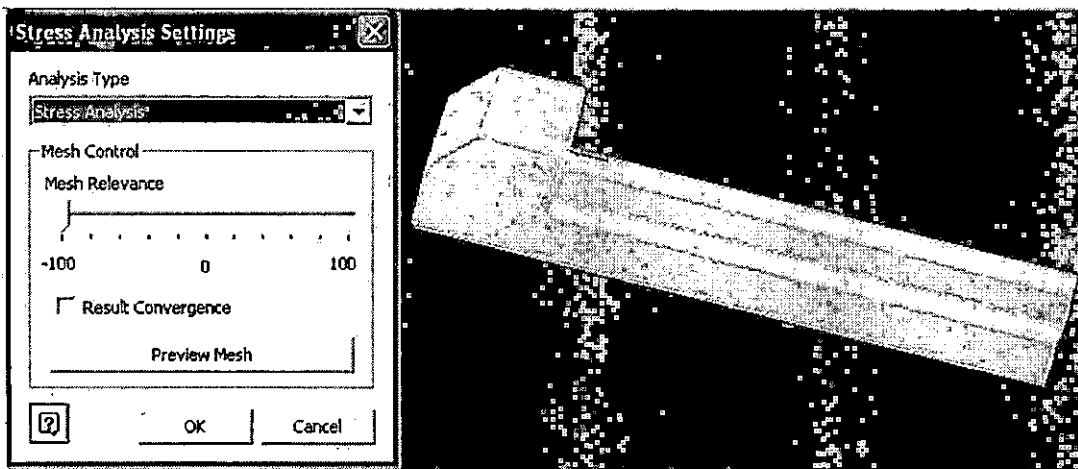 Stress Analysis Settings
Analysis Type
Stress Analysis
Mesh Control
Mesh Relevance
-100 0 100
Result Convergence
Preview Mesh
OK Cancel